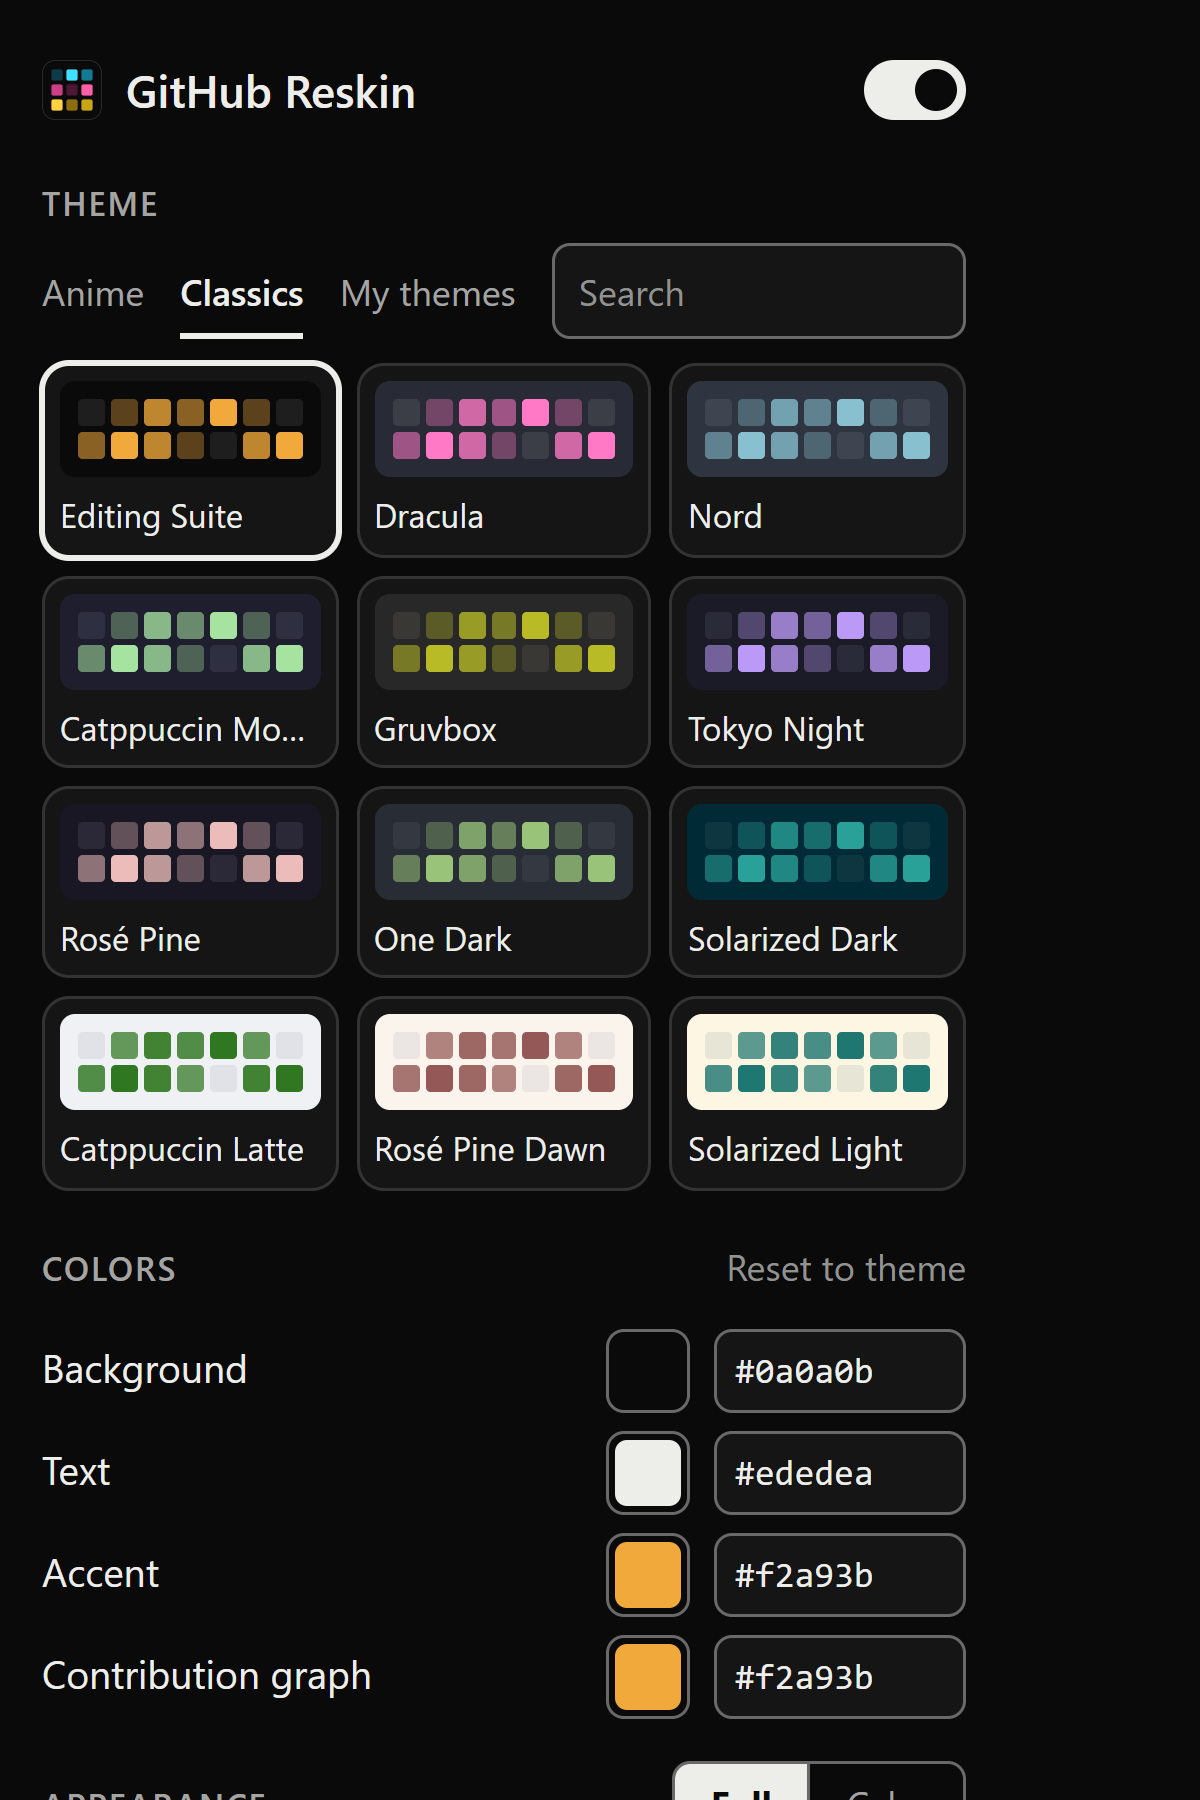 GitHub Reskin
THEME
Anime Classics My themes Search
Editing Suite Dracula Nord
Catppuccin Mo... Gruvbox Tokyo Night
Rosé Pine One Dark Solarized Dark
Catppuccin Latte Rosé Pine Dawn Solarized Light
COLORS Reset to theme
Background #0a0a0b
Text #ededea
Accent #f2a93b
Contribution graph #f2a93b
APPEARANCE Full